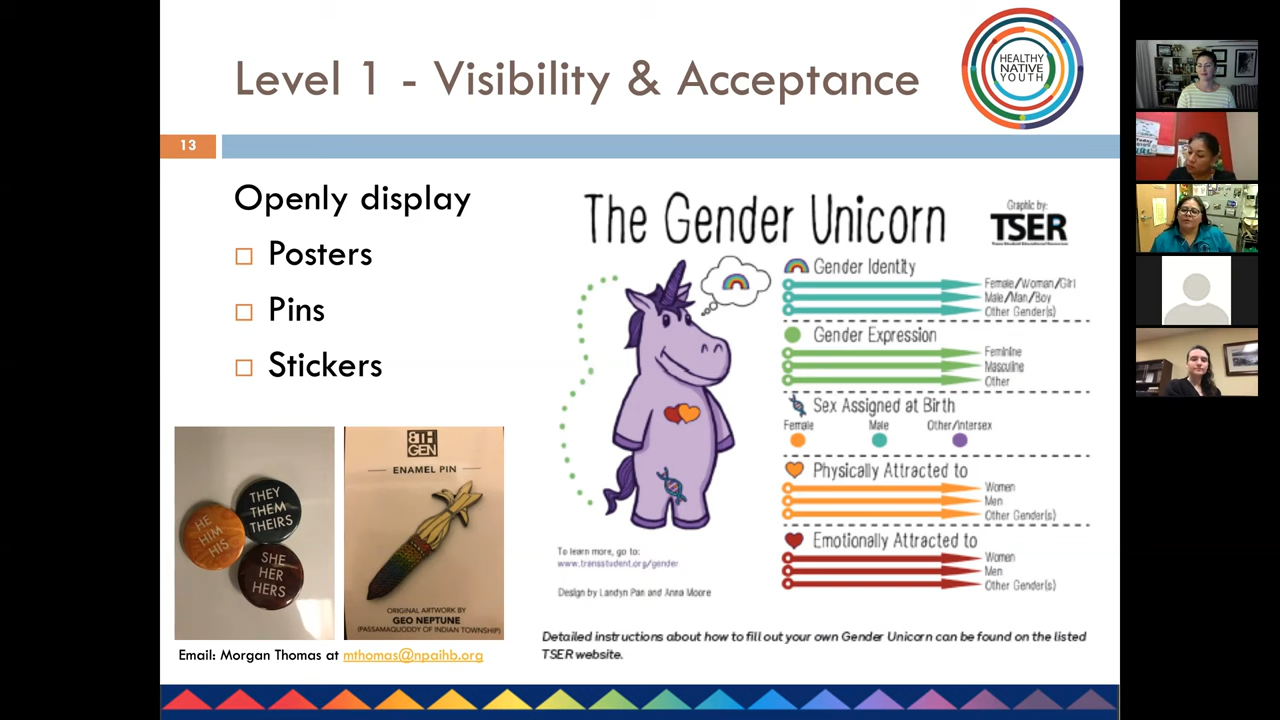 Level 1 - Visibility & Acceptance
HEALTHY
NATIVE
YOUTH
13
Openly display
Posters
Pins
Stickers
The Gender Unicorn
Graphic by:
TSER
Trans Student Educational Resources
Gender Identity
Female/Woman/Girl
Male/Man/Boy
Other Gender(s)
Gender Expression
Feminine
Masculine
Other
Sex Assigned at Birth
Female Male Other/Intersex
Physically Attracted to
Women
Men
Other Gender(s)
Emotionally Attracted to
Women
Men
Other Gender(s)
To learn more, go to:
www.transstudent.org/gender
Design by Landyn Pan and Anna Moore
Detailed instructions about how to fill out your own Gender Unicorn can be found on the listed
TSER website.
THEY
THEM
THEIRS
HE
HIM
HIS
SHE
HER
HERS
8TH
GEN
ENAMEL PIN
ORIGINAL ARTWORK BY
GEO NEPTUNE
(PASSAMAQUODDY OF INDIAN TOWNSHIP)
Email: Morgan Thomas at mthomas@npaihb.org